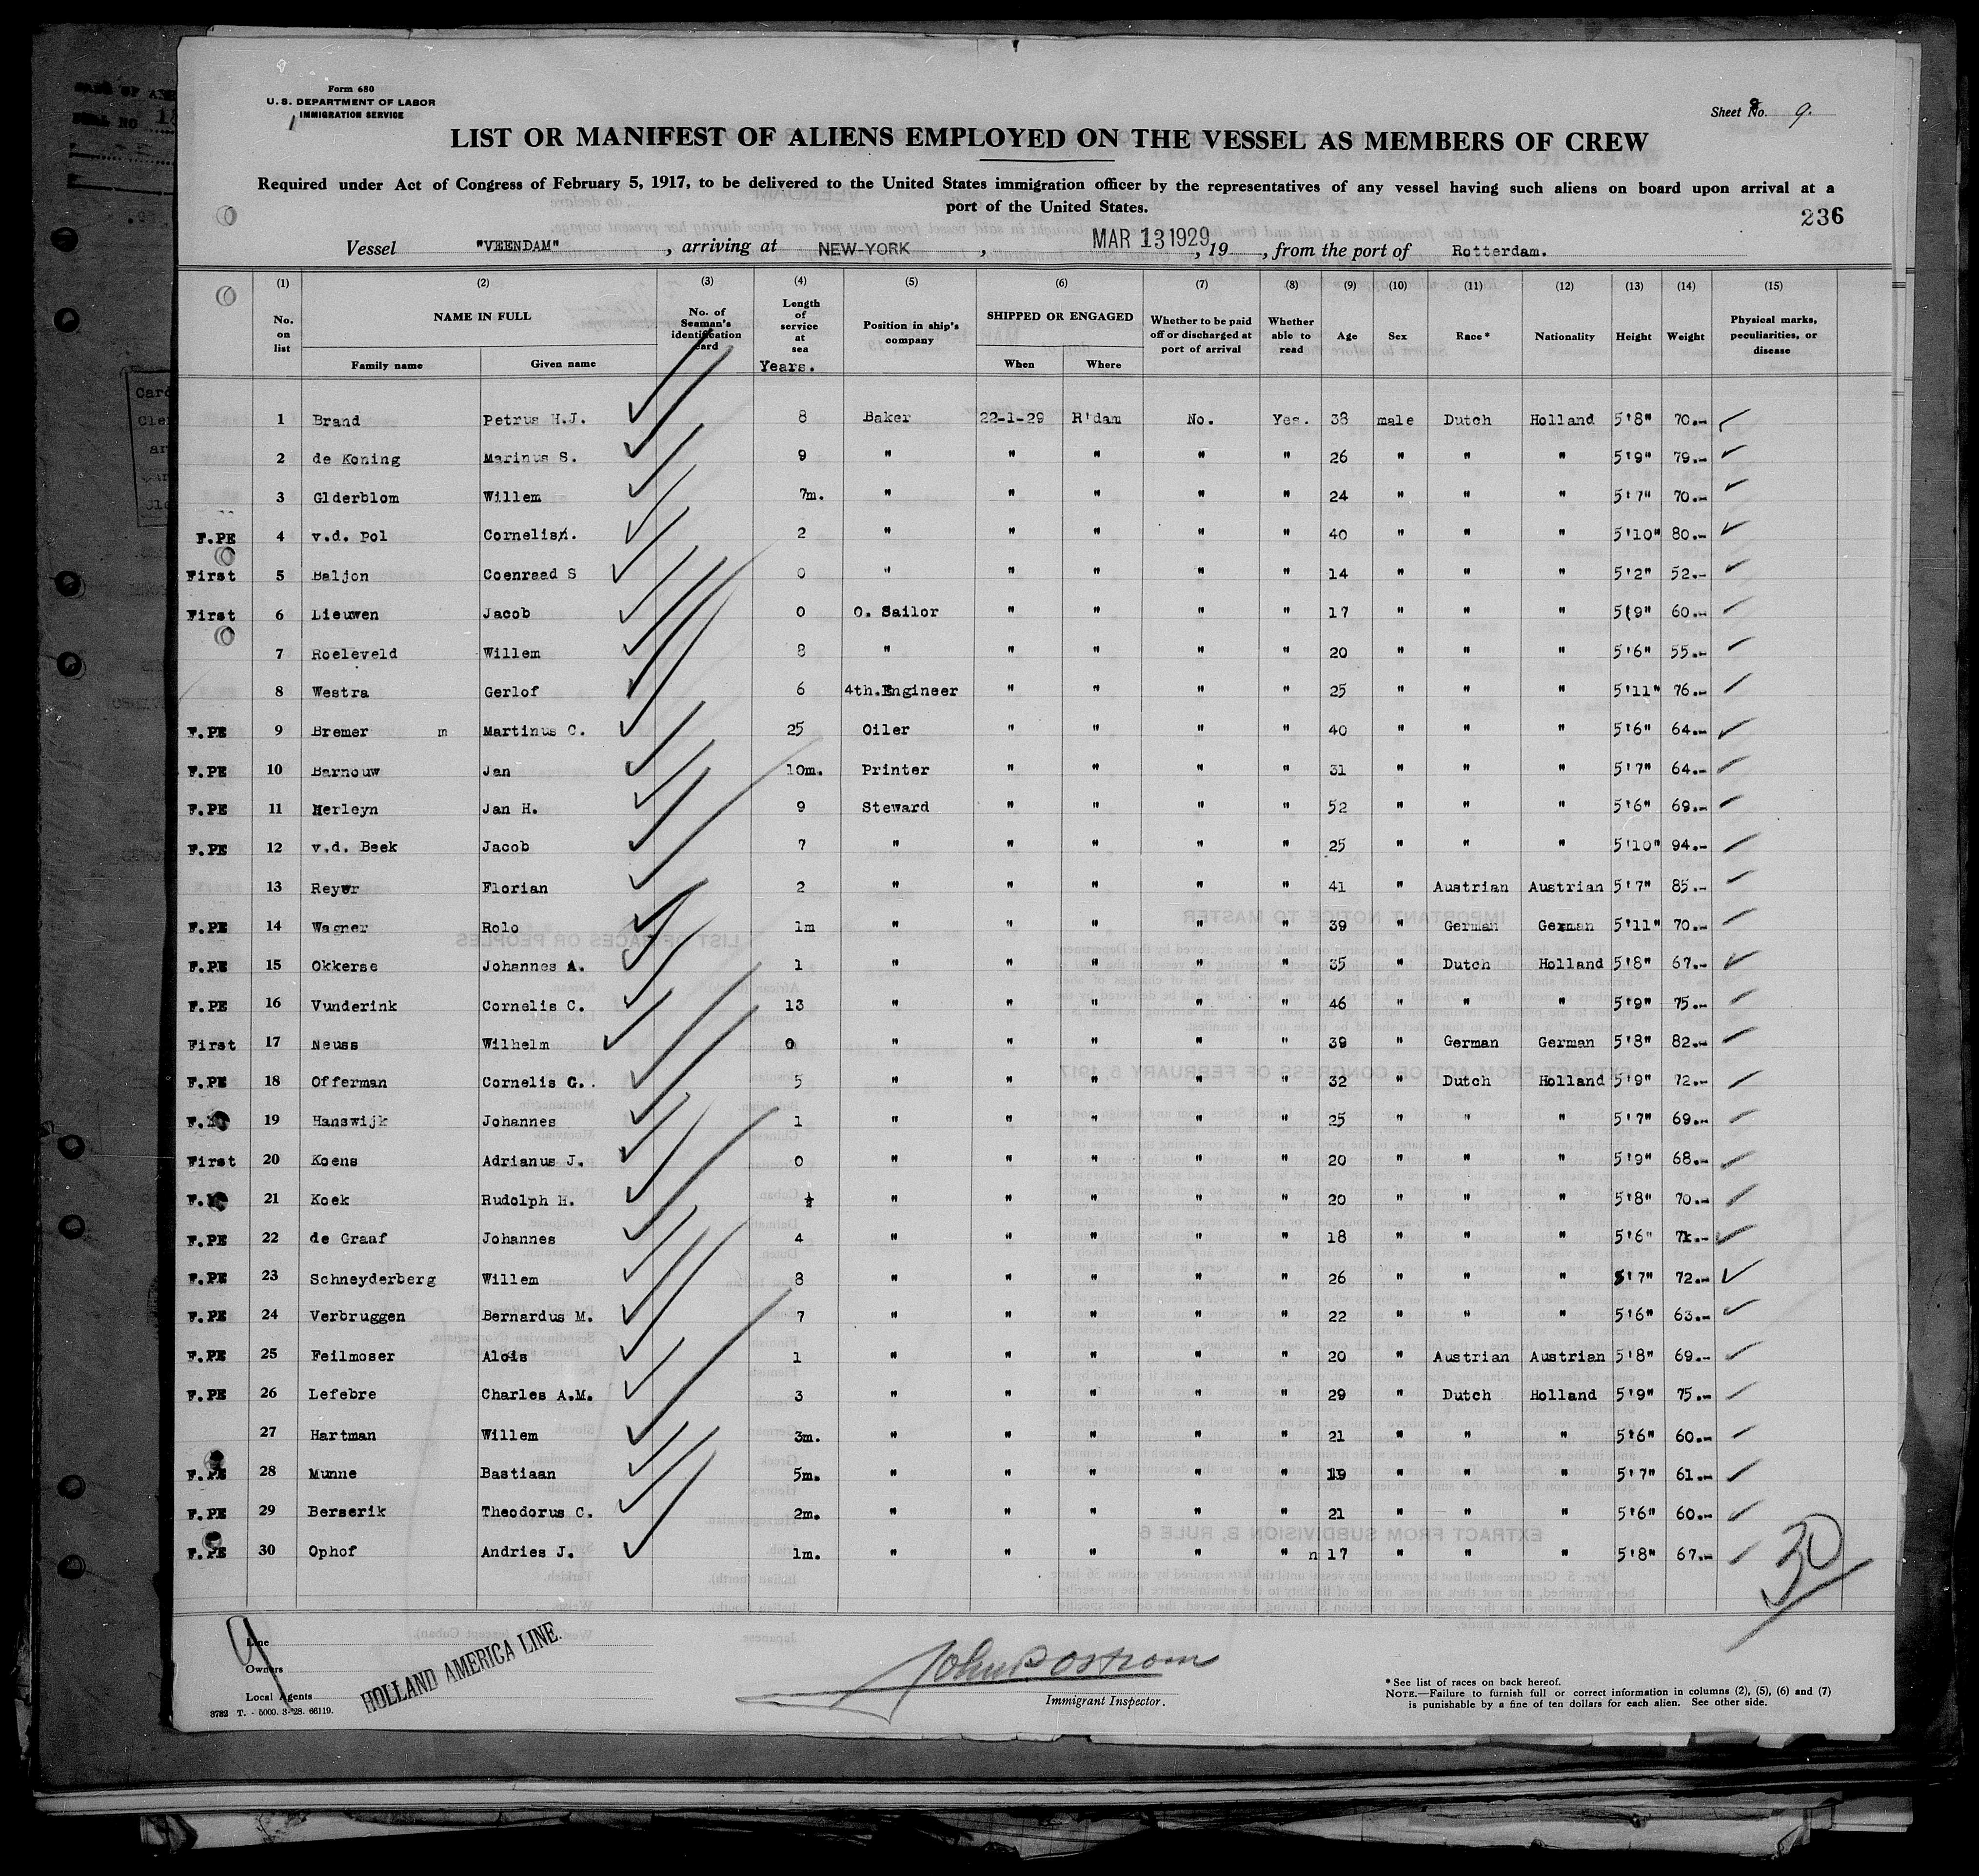 Form 680
U. S. DEPARTMENT OF LABOR
IMMIGRATION SERVICE
Sheet No. 9.
LIST OR MANIFEST OF ALIENS EMPLOYED ON THE VESSEL AS MEMBERS OF CREW
Required under Act of Congress of February 5, 1917, to be delivered to the United States immigration officer by the representatives of any vessel having such aliens on board upon arrival at a
port of the United States.
236
Vessel "VEENDAM", arriving at NEW-YORK, MAR 13 1929, 19 , from the port of Rotterdam.
(1) (2) (3) (4) (5) (6) (7) (8) (9) (10) (11) (12) (13) (14) (15)
No. on list NAME IN FULL Family name Given name No. of Seaman's identification card Length of service at sea Years. Position in ship's company SHIPPED OR ENGAGED When Where Whether to be paid off or discharged at port of arrival Whether able to read Age Sex Race* Nationality Height Weight Physical marks, peculiarities, or disease
1 Brand Petrus H.J. 8 Baker 22-1-29 R'dam No. Yes. 38 male Dutch Holland 5'8" 70.-
2 de Koning Marinus S. 9 " " " " " 26 " " " 5'9" 79.-
3 Glderblom Willem 7m. " " " " " 24 " " " 5'7" 70.-
F.PE 4 v.d. Pol Cornelis. 2 " " " " " 40 " " " 5'10" 80.-
First 5 Baljon Coenraad S 0 " " " " " 14 " " " 5'2" 52.-
First 6 Lieuwen Jacob 0 O. Sailor " " " " 17 " " " 5(9" 60.-
7 Roeleveld Willem 8 " " " " " 20 " " " 5'6" 55.-
8 Westra Gerlof 6 4th.Engineer " " " " 25 " " " 5'11" 76.-
F.PE 9 Bremer m Martinus C. 25 Oiler " " " " 40 " " " 5'6" 64.-
F.PE 10 Barnouw Jan 10m. Printer " " " " 31 " " " 5'7" 64.-
F.PE 11 Herleyn Jan H. 9 Steward " " " " 52 " " " 5'6" 69.-
F.PE 12 v.d. Beek Jacob 7 " " " " " 25 " " " 5'10" 94.-
13 Reyer Florian 2 " " " " " 41 " Austrian Austrian 5'7" 85.-
F.PE 14 Wagner Rolo 1m " " " " " 39 " German German 5'11" 70.-
F.PE 15 Okkerse Johannes A. 1 " " " " " 35 " Dutch Holland 5'8" 67.-
F.PE 16 Vunderink Cornelis C. 13 " " " " " 46 " " " 5'9" 75.-
First 17 Neuss Wilhelm 0 " " " " " 39 " German German 5'8" 82.-
F.PE 18 Offerman Cornelis G. 5 " " " " " 32 " Dutch Holland 5'9" 72.-
19 Hanswijk Johannes 1 " " " " " 25 " " " 5'7" 69.-
First 20 Koens Adrianus J. 0 " " " " " 20 " " " 5'9" 68.-
21 Koek Rudolph H. ½ " " " " " 20 " " " 5'8" 70.-
F.PE 22 de Graaf Johannes 4 " " " " " 18 " " " 5'6" 71.-
F.PE 23 Schneyderberg Willem 8 " " " " " 26 " " " 5'7" 72.-
F.PE 24 Verbruggen Bernardus M. 7 " " " " " 22 " " " 5'6" 63.-
F.PE 25 Feilmoser Alois 1 " " " " " 20 " Austrian Austrian 5'8" 69.-
F.PE 26 Lefebre Charles A.M. 3 " " " " " 29 " Dutch Holland 5'9" 75.-
27 Hartman Willem 3m. " " " " " 21 " " " 5'6" 60.-
F.PE 28 Munne Bastiaan 5m. " " " " " 19 " " " 5'7" 61.-
F.PE 29 Berserik Theodorus C. 2m. " " " " " 21 " " " 5'6" 60.-
F.PE 30 Ophof Andries J. 1m. " " " " " n 17 " " " 5'8" 67.-
30
9
Line
Owners
Local Agents
HOLLAND AMERICA LINE.
3782 T. - 5000. 3-'28. 66119.
Immigrant Inspector.
* See list of races on back hereof.
NOTE.—Failure to furnish full or correct information in columns (2), (5), (6) and (7)
is punishable by a fine of ten dollars for each alien. See other side.